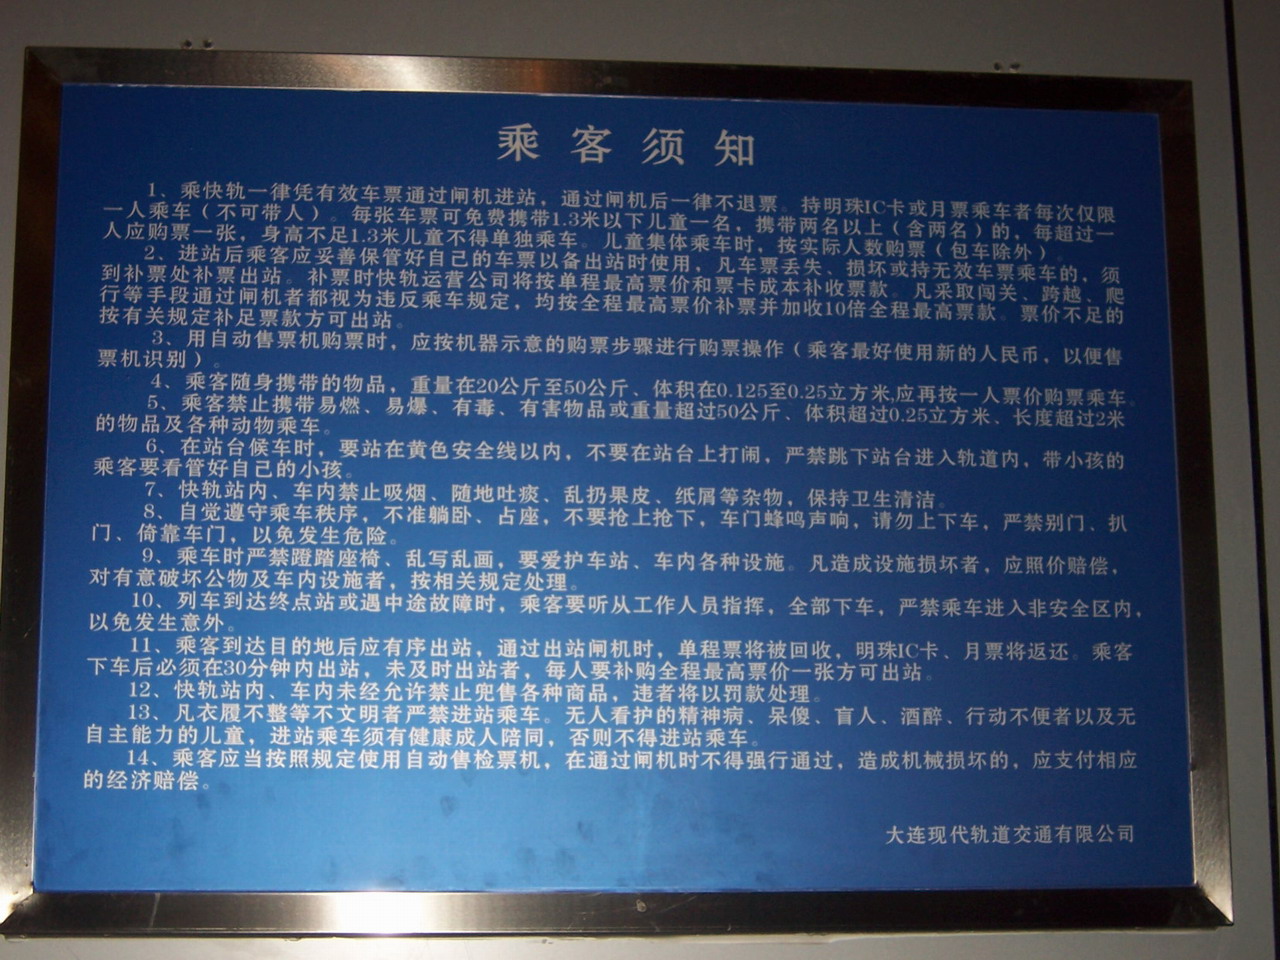 乘客须知
1、乘快轨一律凭有效车票通过闸机进站，通过闸机后一律不退票。持明珠IC卡或月票乘车者每次仅限
一人乘车（不可带人）。每张车票可免费携带1.3米以下儿童一名，携带两名以上（含两名）的，每超过一
人应购票一张，身高不足1.3米儿童不得单独乘车。儿童集体乘车时，按实际人数购票（包车除外）。
2、进站后乘客应妥善保管好自己的车票以备出站时使用，凡车票丢失、损坏或持无效车票乘车的，须
到补票处补票出站。补票时快轨运营公司将按单程最高票价和票卡成本补收票款。凡采取闯关、跨越、爬
行等手段通过闸机者都视为违反乘车规定，均按全程最高票价补票并加收10倍全程最高票款。票价不足的
按有关规定补足票款方可出站。
3、用自动售票机购票时，应按机器示意的购票步骤进行购票操作（乘客最好使用新的人民币，以便售
票机识别）。
4、乘客随身携带的物品，重量在20公斤至50公斤、体积在0.125至0.25立方米,应再按一人票价购票乘车。
5、乘客禁止携带易燃、易爆、有毒、有害物品或重量超过50公斤、体积超过0.25立方米、长度超过2米
的物品及各种动物乘车。
6、在站台候车时，要站在黄色安全线以内，不要在站台上打闹，严禁跳下站台进入轨道内，带小孩的
乘客要看管好自己的小孩。
7、快轨站内、车内禁止吸烟、随地吐痰、乱扔果皮、纸屑等杂物，保持卫生清洁。
8、自觉遵守乘车秩序，不准躺卧、占座，不要抢上抢下，车门蜂鸣声响，请勿上下车，严禁别门、扒
门、倚靠车门，以免发生危险。
9、乘车时严禁蹬踏座椅、乱写乱画，要爱护车站、车内各种设施。凡造成设施损坏者，应照价赔偿，
对有意破坏公物及车内设施者，按相关规定处理。
10、列车到达终点站或遇中途故障时，乘客要听从工作人员指挥，全部下车，严禁乘车进入非安全区内，
以免发生意外。
11、乘客到达目的地后应有序出站，通过出站闸机时，单程票将被回收，明珠IC卡、月票将返还。乘客
下车后必须在30分钟内出站，未及时出站者，每人要补购全程最高票价一张方可出站。
12、快轨站内、车内未经允许禁止兜售各种商品，违者将以罚款处理。
13、凡衣履不整等不文明者严禁进站乘车。无人看护的精神病、呆傻、盲人、酒醉、行动不便者以及无
自主能力的儿童，进站乘车须有健康成人陪同，否则不得进站乘车。
14、乘客应当按照规定使用自动售检票机，在通过闸机时不得强行通过，造成机械损坏的，应支付相应
的经济赔偿。
大连现代轨道交通有限公司